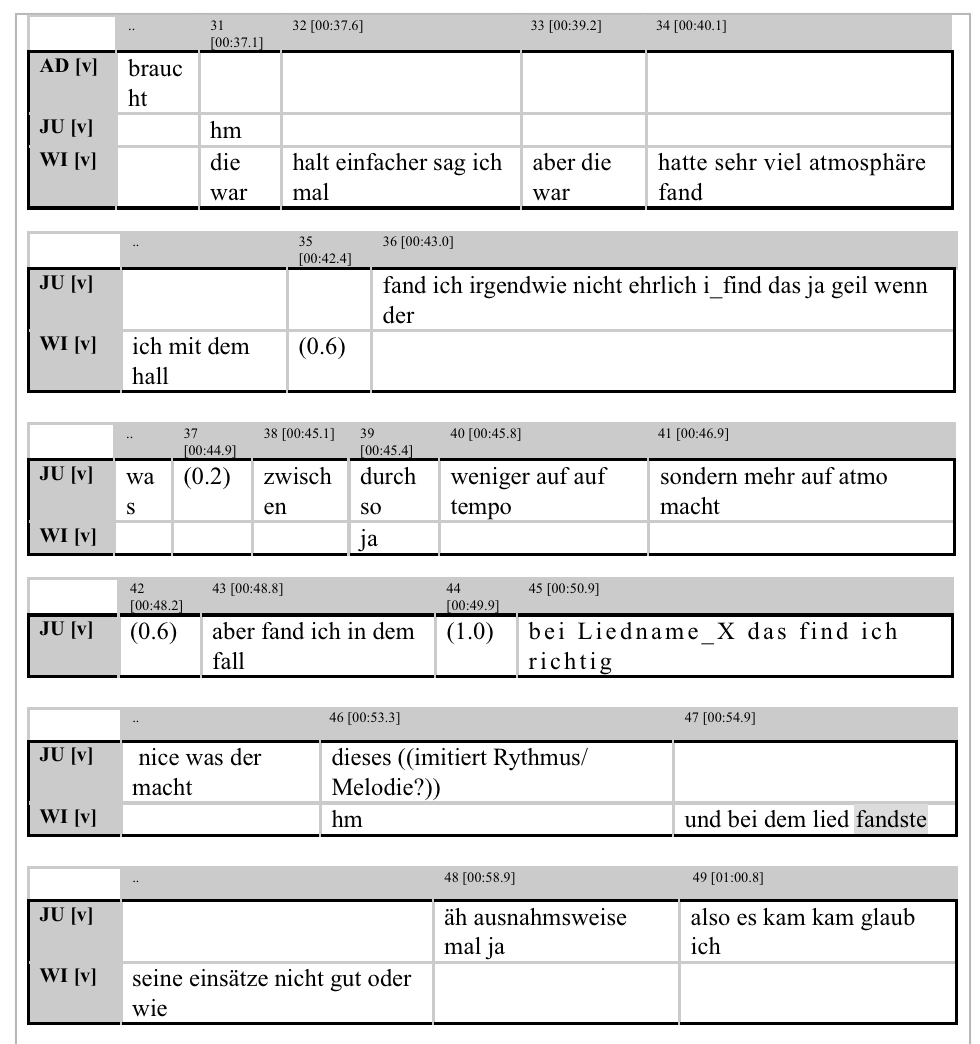 .. 31 [00:37.1] 32 [00:37.6] 33 [00:39.2] 34 [00:40.1]
AD [v] brauc
ht
JU [v] hm
WI [v] die war halt einfacher sag ich mal aber die war hatte sehr viel atmosphäre fand
.. 35 [00:42.4] 36 [00:43.0]
JU [v] fand ich irgendwie nicht ehrlich i_find das ja geil wenn der
WI [v] ich mit dem hall (0.6)
.. 37 [00:44.9] 38 [00:45.1] 39 [00:45.4] 40 [00:45.8] 41 [00:46.9]
JU [v] wa
s (0.2) zwisch
en durch so weniger auf auf tempo sondern mehr auf atmo macht
WI [v] ja
42 [00:48.2] 43 [00:48.8] 44 [00:49.9] 45 [00:50.9]
JU [v] (0.6) aber fand ich in dem fall (1.0) bei Liedname_X das find ich richtig
.. 46 [00:53.3] 47 [00:54.9]
JU [v] nice was der macht dieses ((imitiert Rythmus/ Melodie?))
WI [v] hm und bei dem lied fandste
.. 48 [00:58.9] 49 [01:00.8]
JU [v] äh ausnahmsweise mal ja also es kam kam glaub ich
WI [v] seine einsätze nicht gut oder wie